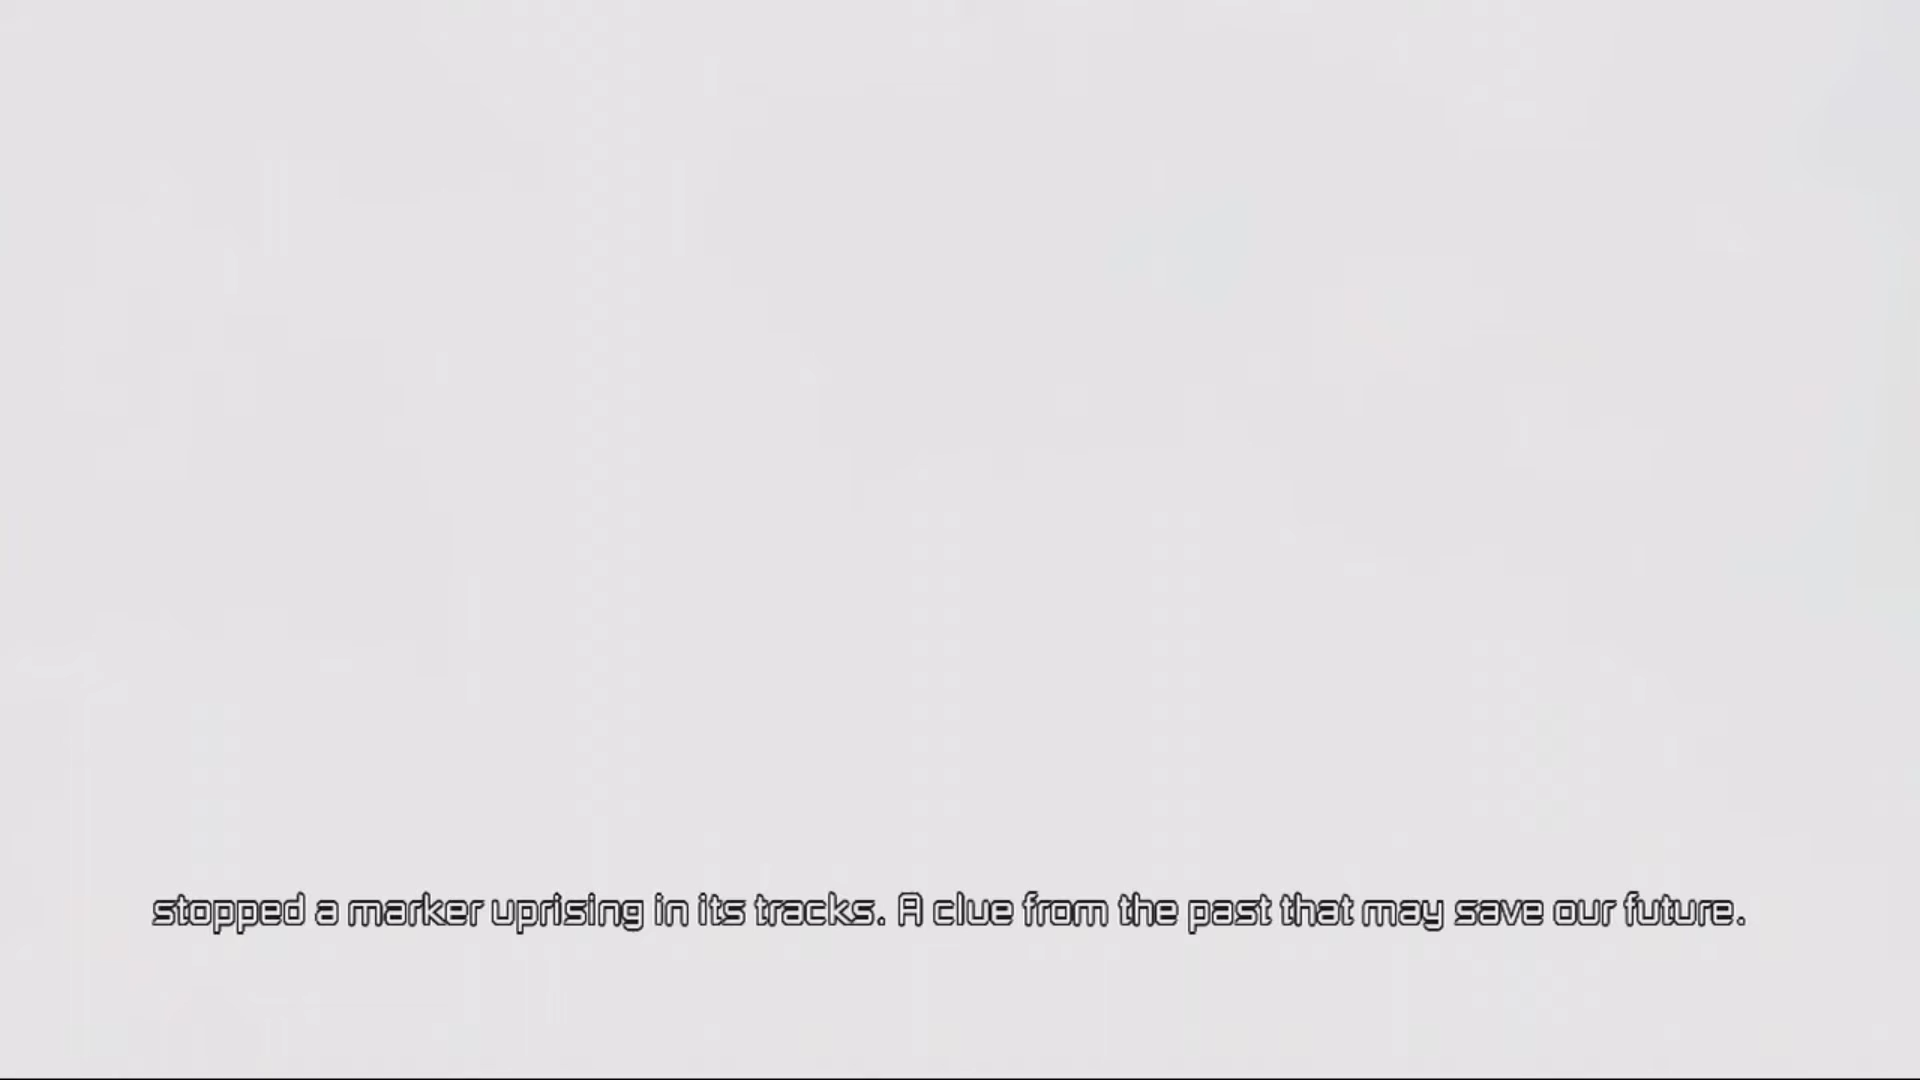 stopped a marker uprising in its tracks. A clue from the past that may save our future.